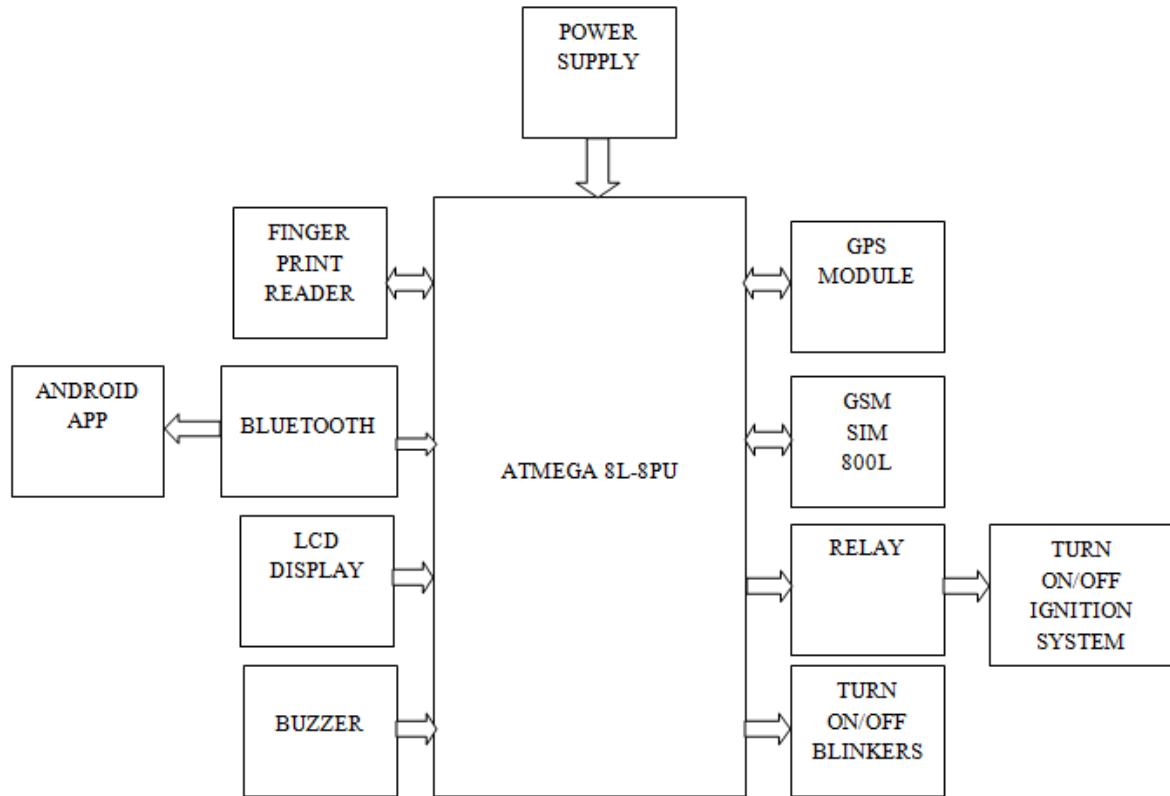 POWER
SUPPLY
FINGER
PRINT
READER
GPS
MODULE
ANDROID
APP
BLUETOOTH
ATMEGA 8L-8PU
GSM
SIM
800L
LCD
DISPLAY
RELAY
TURN
ON/OFF
IGNITION
SYSTEM
BUZZER
TURN
ON/OFF
BLINKERS